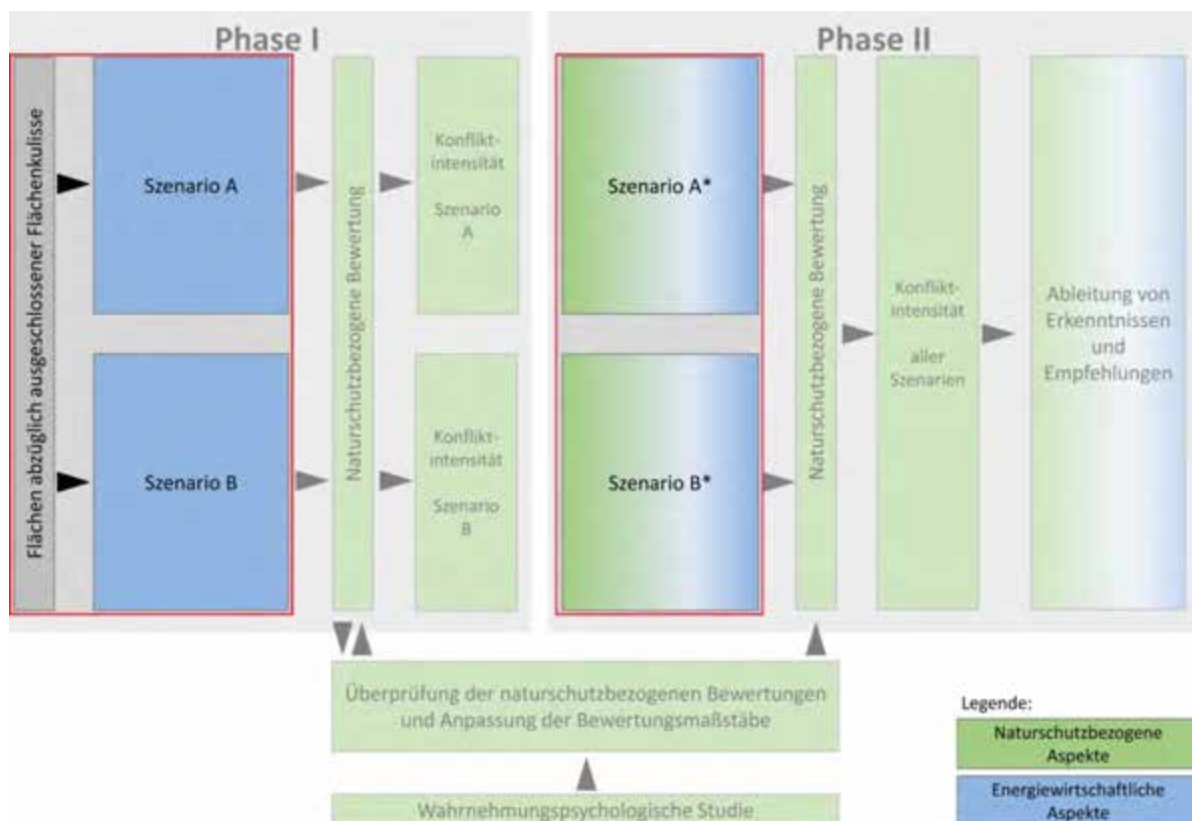 Phase I
Flächen abzüglich ausgeschlossener Flächenkulisse
Szenario A
Szenario B
Naturschutzbezogene Bewertung
Konflikt-
intensität
Szenario
A
Konflikt-
intensität
Szenario
B
Phase II
Szenario A*
Szenario B*
Naturschutzbezogene Bewertung
Konflikt-
intensität
aller
Szenarien
Ableitung von
Erkenntnissen
und
Empfehlungen
Überprüfung der naturschutzbezogenen Bewertungen
und Anpassung der Bewertungsmaßstäbe
Wahrnehmungspsychologische Studie
Legende:
Naturschutzbezogene
Aspekte
Energiewirtschaftliche
Aspekte